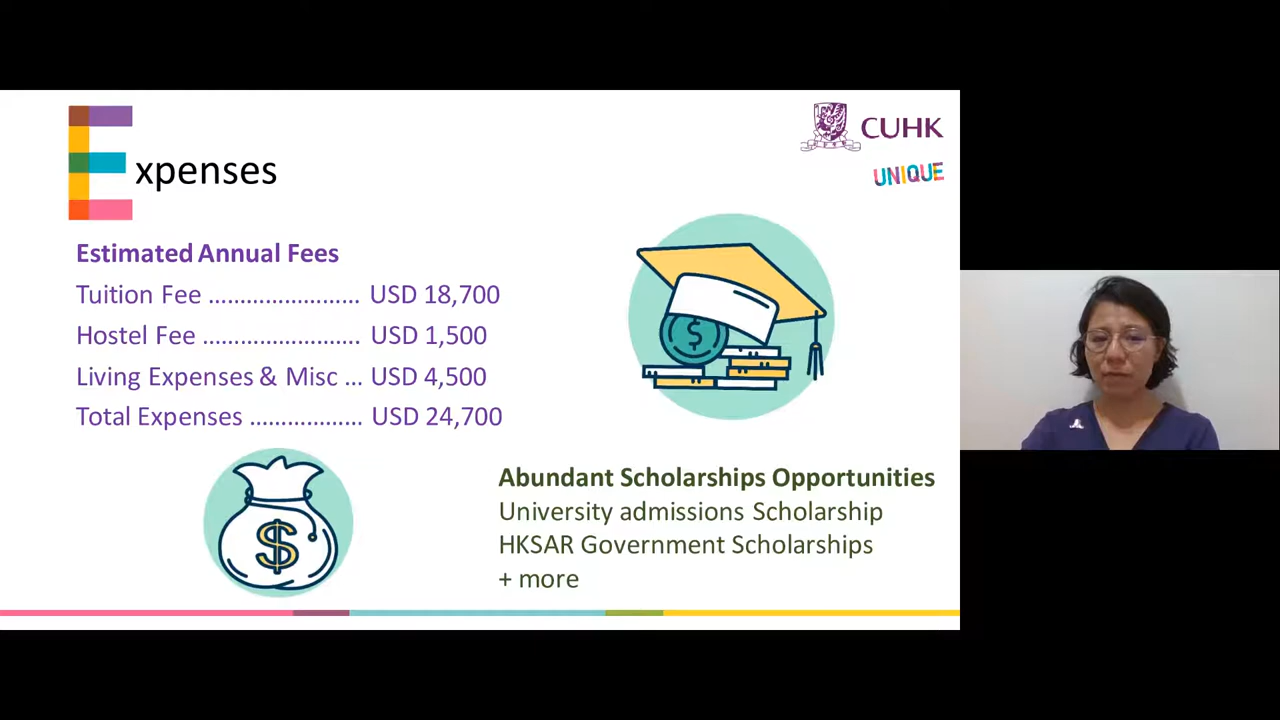 Expenses
CUHK
UNIQUE
Estimated Annual Fees
Tuition Fee ........................ USD 18,700
Hostel Fee ......................... USD 1,500
Living Expenses & Misc ... USD 4,500
Total Expenses .................. USD 24,700
$
$
Abundant Scholarships Opportunities
University admissions Scholarship
HKSAR Government Scholarships
+ more